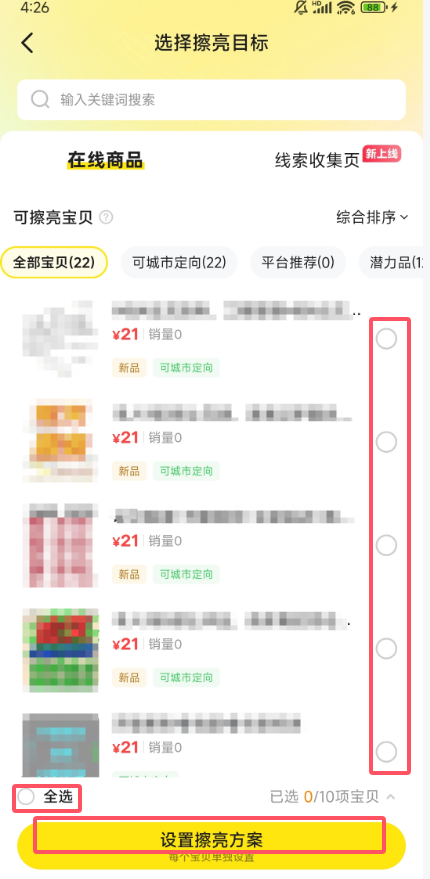 4:26
HD
88
选择擦亮目标
输入关键词搜索
在线商品
线索收集页
新上线
可擦亮宝贝
综合排序
全部宝贝(22)
可城市定向(22)
平台推荐(0)
潜力品(1
¥21 销量0
新品 可城市定向
¥21 销量0
新品 可城市定向
¥21 销量0
新品 可城市定向
¥21 销量0
新品 可城市定向
¥21 销量0
全选
已选 0/10项宝贝
设置擦亮方案
每个宝贝单独设置